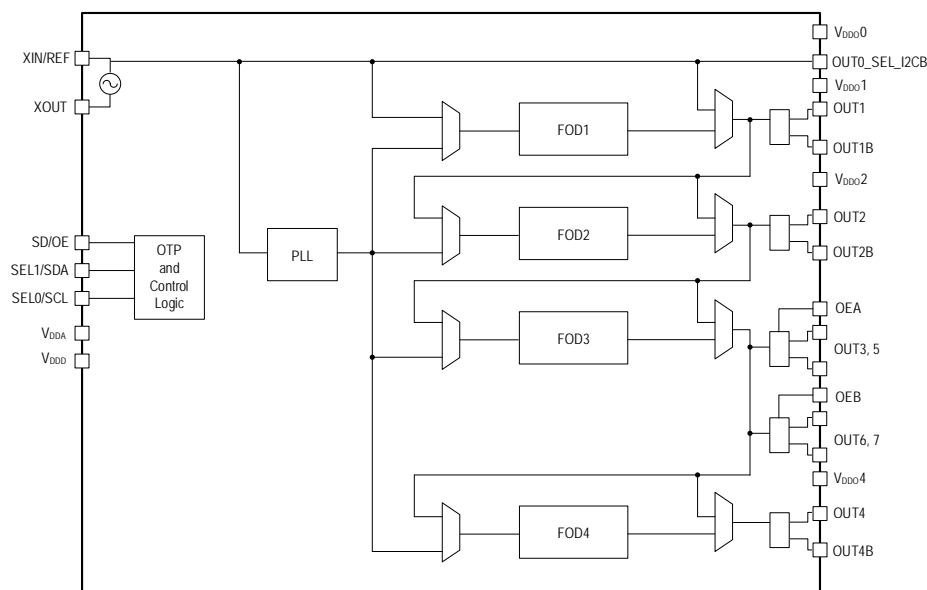 XIN/REF
XOUT
SD/OE
SEL1/SDA
SEL0/SCL
VDDA
VDDD
OTP
and
Control
Logic
PLL
FOD1
FOD2
FOD3
FOD4
VDDO0
OUT0_SEL_I2CB
VDDO1
OUT1
OUT1B
VDDO2
OUT2
OUT2B
OEA
OUT3, 5
OEB
OUT6, 7
VDDO4
OUT4
OUT4B